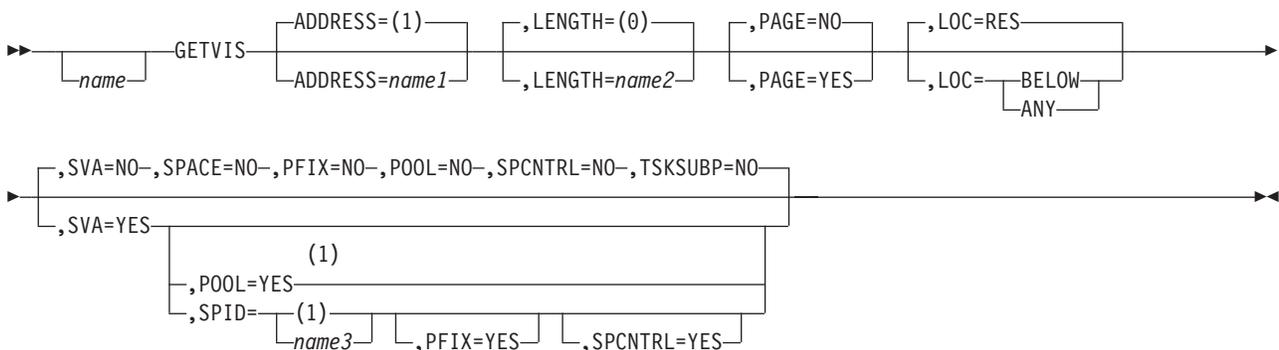 ADDRESS=(1) ,LENGTH=(0) ,PAGE=NO ,LOC=RES
name GETVIS ADDRESS=name1 ,LENGTH=name2 ,PAGE=YES ,LOC= BELOW
ANY
,SVA=NO ,SPACE=NO ,PFIX=NO ,POOL=NO ,SPCNTRL=NO ,TSKSUBP=NO
,SVA=YES
(1)
,POOL=YES
,SPID= (1)
name3 ,PFIX=YES ,SPCNTRL=YES